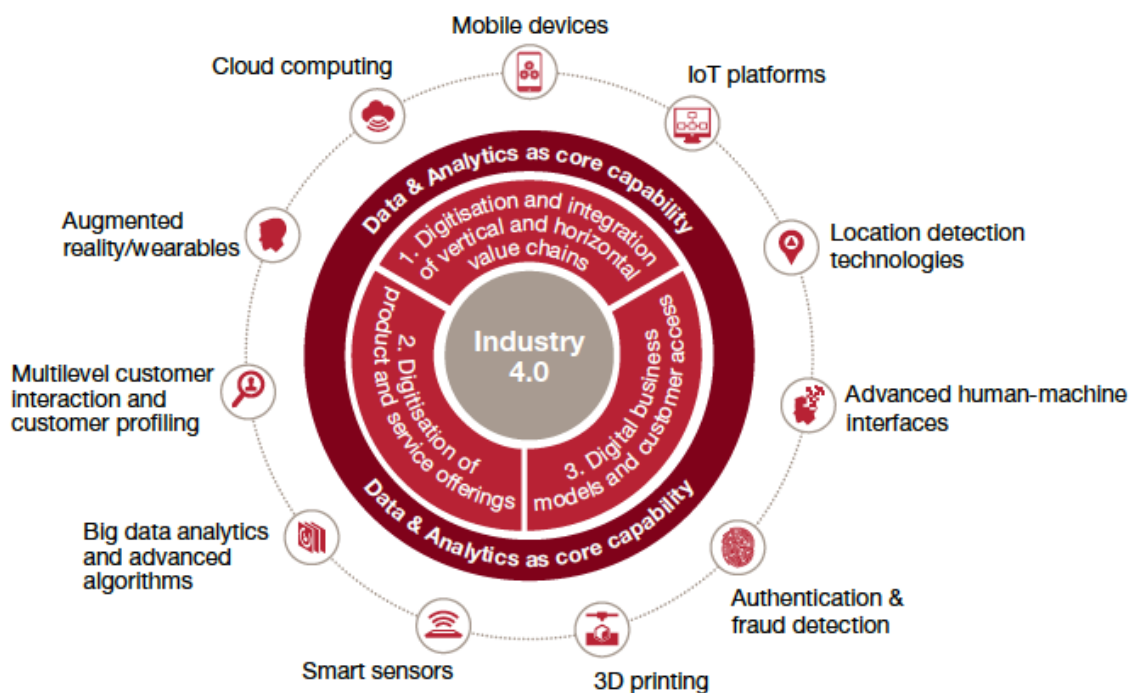 Mobile devices
Cloud computing
IoT platforms
Augmented
reality/wearables
Location detection
technologies
Multilevel customer
interaction and
customer profiling
Advanced human-machine
interfaces
Big data analytics
and advanced
algorithms
Authentication &
fraud detection
Smart sensors
3D printing
Data & Analytics as core capability
1. Digitisation and integration
of vertical and horizontal
value chains
2. Digitisation of
product and service offerings
3. Digital business
models and customer access
Industry
4.0
Data & Analytics as core capability